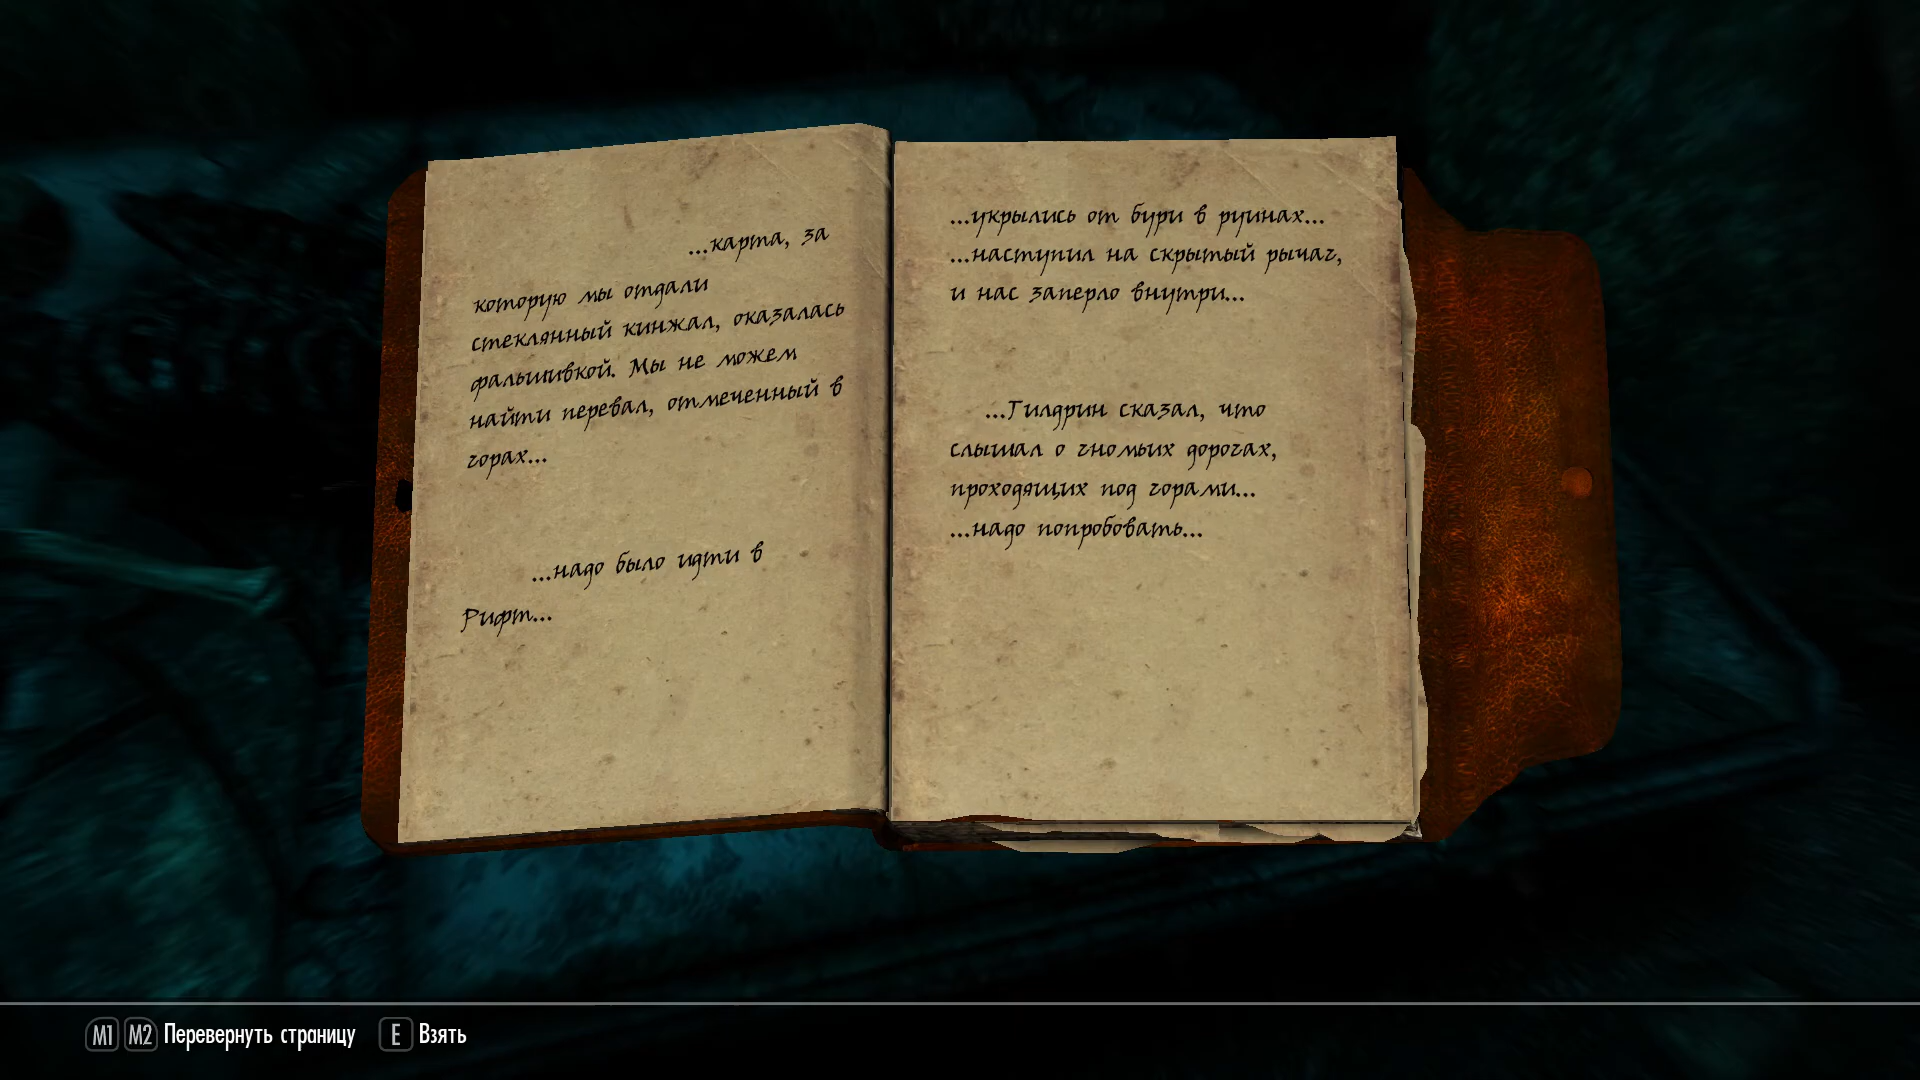 ...карта, за
которую мы отдали
стеклянный кинжал, оказалась
фальшивкой. Мы не можем
найти перевал, отмеченный в
горах...
...надо было идти в
Рифт...
...укрылись от бури в руинах...
...наступил на скрытый рычаг,
и нас заперло внутри...
...Гилдрин сказал, что
слышал о гномьих дорогах,
проходящих под горами...
...надо попробовать...
M1 M2 Перевернуть страницу E Взять